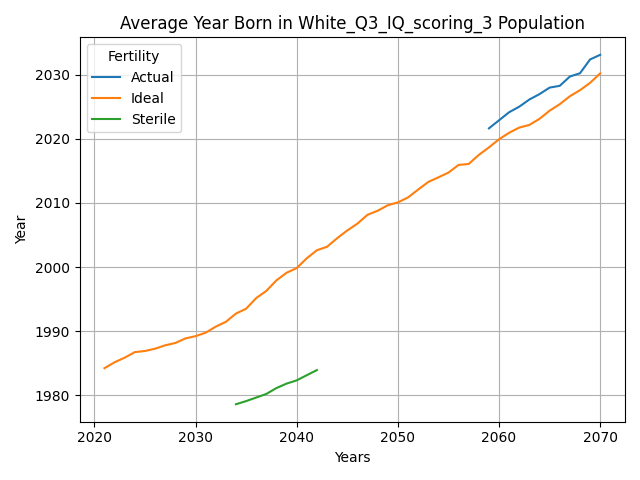 Average Year Born in White_Q3_IQ_scoring_3 Population
Fertility
Actual
Ideal
Sterile
Year
2030
2020
2010
2000
1990
1980
2020
2030
2040
2050
2060
2070
Years